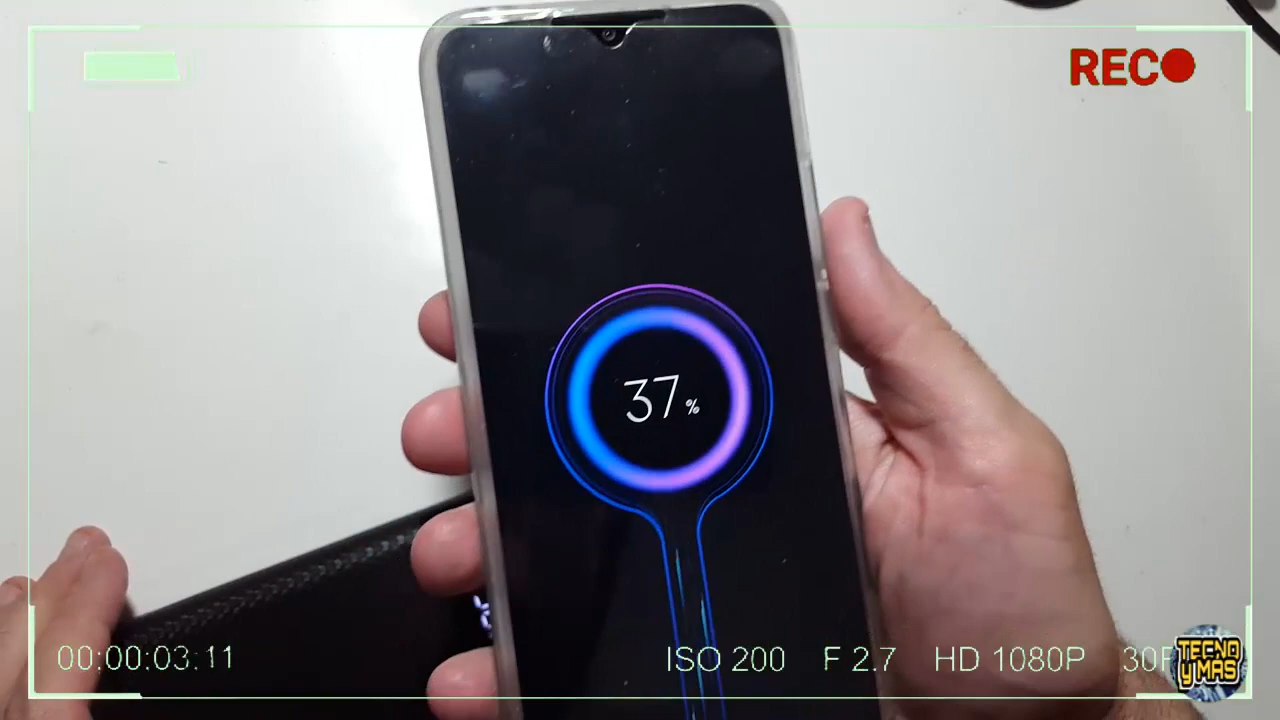 REC
37%
00:00:03:11
ISO 200 F 2.7 HD 1080P
TECNO
y MAS